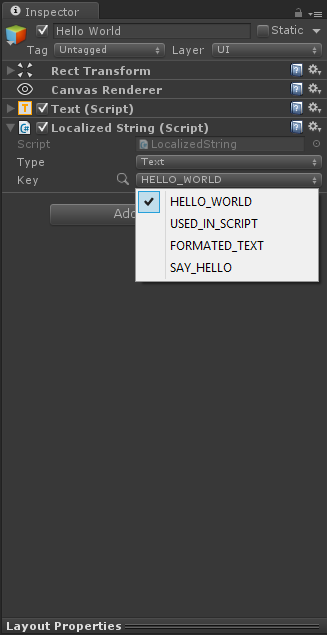 Inspector
Hello World Static
Tag Untagged Layer UI
Rect Transform
Canvas Renderer
Text (Script)
Localized String (Script)
Script LocalizedString
Type Text
Key HELLO_WORLD
HELLO_WORLD
USED_IN_SCRIPT
FORMATED_TEXT
SAY_HELLO
Add
Layout Properties